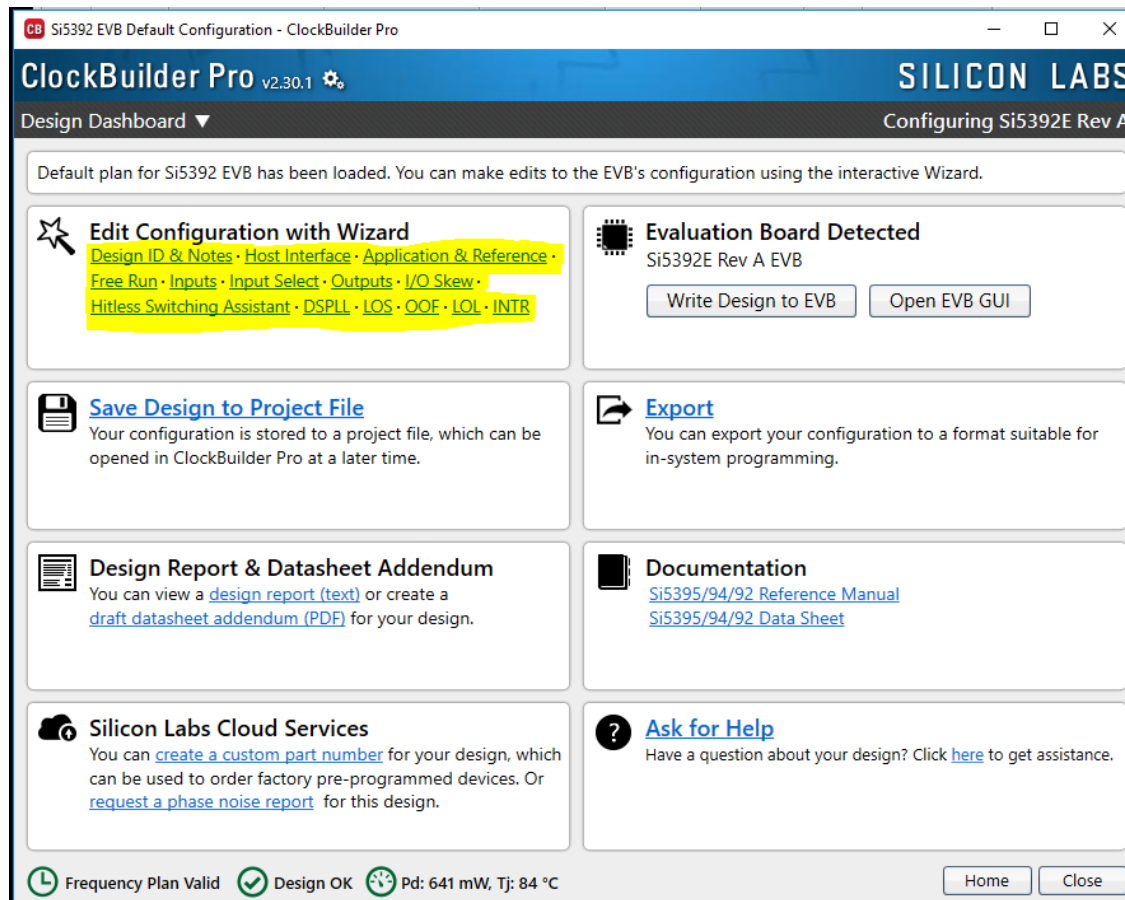 CB Si5392 EVB Default Configuration - ClockBuilder Pro
ClockBuilder Pro v2.30.1
SILICON LABS
Design Dashboard ▼
Configuring Si5392E Rev A
Default plan for Si5392 EVB has been loaded. You can make edits to the EVB's configuration using the interactive Wizard.
Edit Configuration with Wizard
Design ID & Notes · Host Interface · Application & Reference ·
Free Run · Inputs · Input Select · Outputs · I/O Skew ·
Hitless Switching Assistant · DSPLL · LOS · OOF · LOL · INTR
Evaluation Board Detected
Si5392E Rev A EVB
Write Design to EVB
Open EVB GUI
Save Design to Project File
Your configuration is stored to a project file, which can be
opened in ClockBuilder Pro at a later time.
Export
You can export your configuration to a format suitable for
in-system programming.
Design Report & Datasheet Addendum
You can view a design report (text) or create a
draft datasheet addendum (PDF) for your design.
Documentation
Si5395/94/92 Reference Manual
Si5395/94/92 Data Sheet
Silicon Labs Cloud Services
You can create a custom part number for your design, which
can be used to order factory pre-programmed devices. Or
request a phase noise report for this design.
Ask for Help
Have a question about your design? Click here to get assistance.
Frequency Plan Valid
Design OK
Pd: 641 mW, Tj: 84 °C
Home
Close